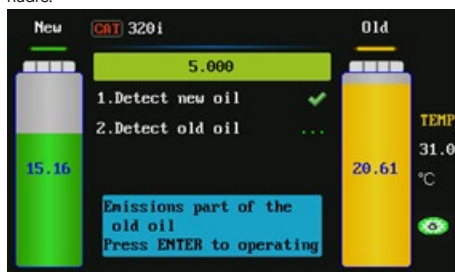 New CAT 320i Old
5.000
1.Detect new oil
2.Detect old oil ...
TEMP
31.0
15.16 20.61 °C
Emissions part of the
old oil
Press ENTER to operating